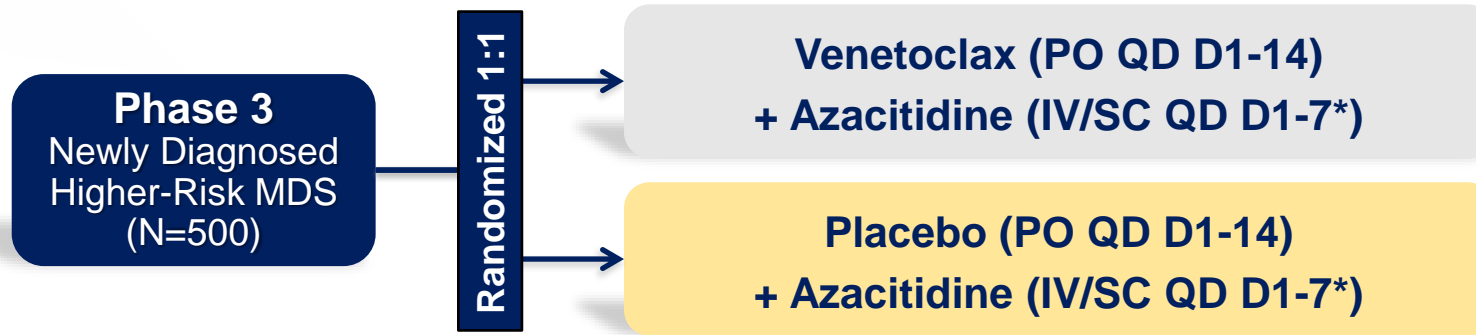 Phase 3
Newly Diagnosed
Higher-Risk MDS
(N=500)
Randomized 1:1
Venetoclax (PO QD D1-14)
+ Azacitidine (IV/SC QD D1-7*)
Placebo (PO QD D1-14)
+ Azacitidine (IV/SC QD D1-7*)